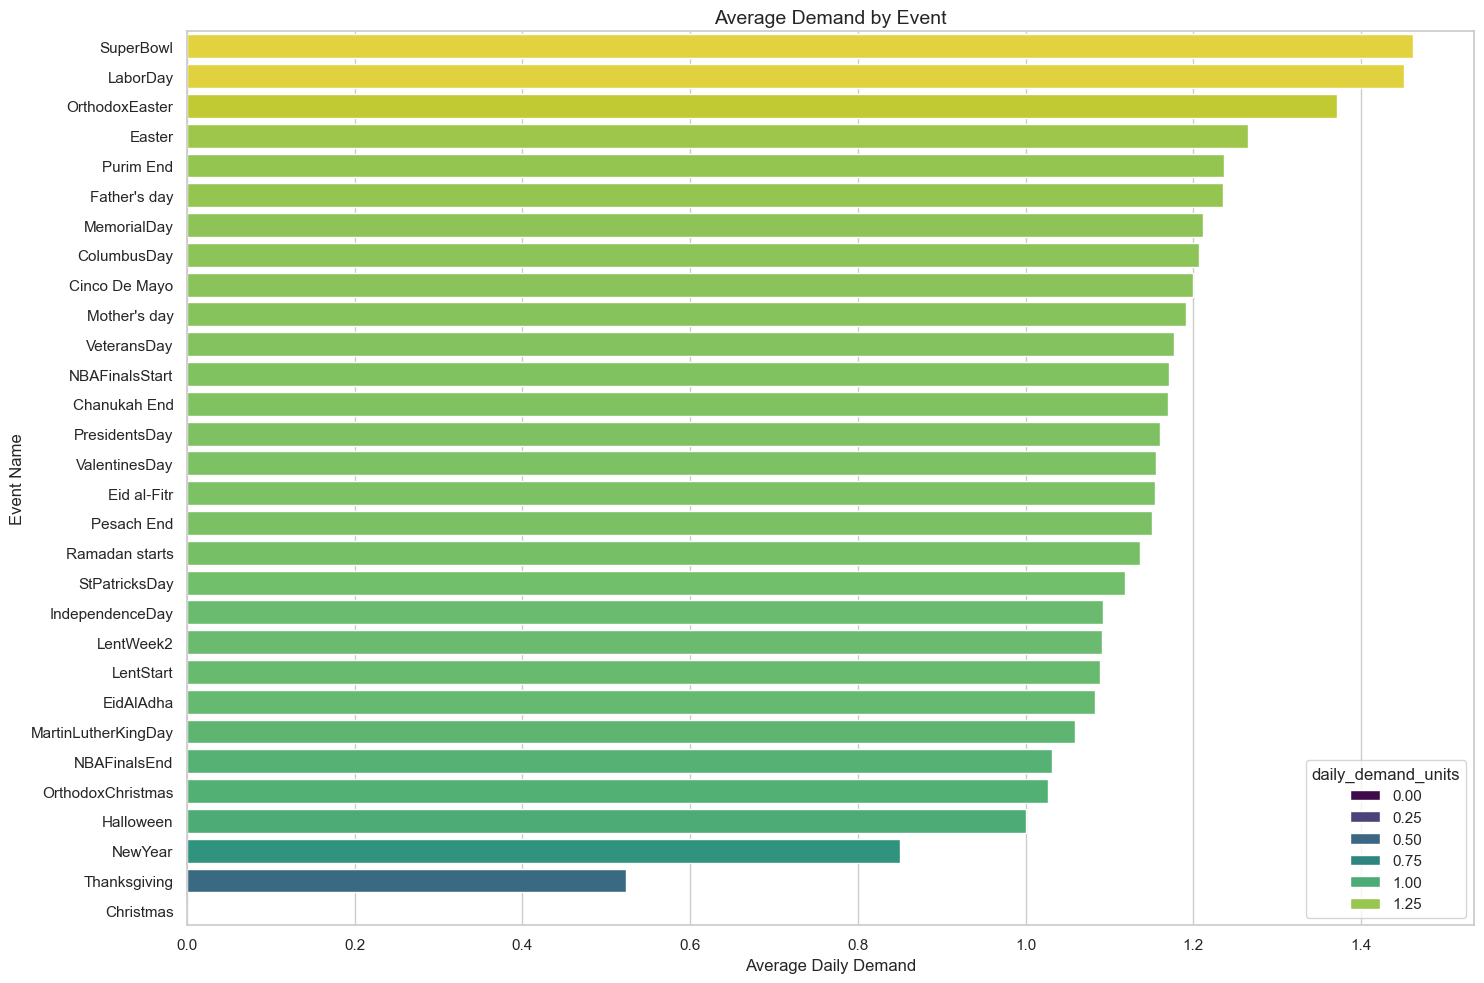 Average Demand by Event
SuperBowl
LaborDay
OrthodoxEaster
Easter
Purim End
Father's day
MemorialDay
ColumbusDay
Cinco De Mayo
Mother's day
VeteransDay
NBAFinalsStart
Chanukah End
PresidentsDay
ValentinesDay
Eid al-Fitr
Pesach End
Ramadan starts
StPatricksDay
IndependenceDay
LentWeek2
LentStart
EidAlAdha
MartinLutherKingDay
NBAFinalsEnd
OrthodoxChristmas
Halloween
NewYear
Thanksgiving
Christmas
Event Name
daily_demand_units
0.00
0.25
0.50
0.75
1.00
1.25
0.0 0.2 0.4 0.6 0.8 1.0 1.2 1.4
Average Daily Demand